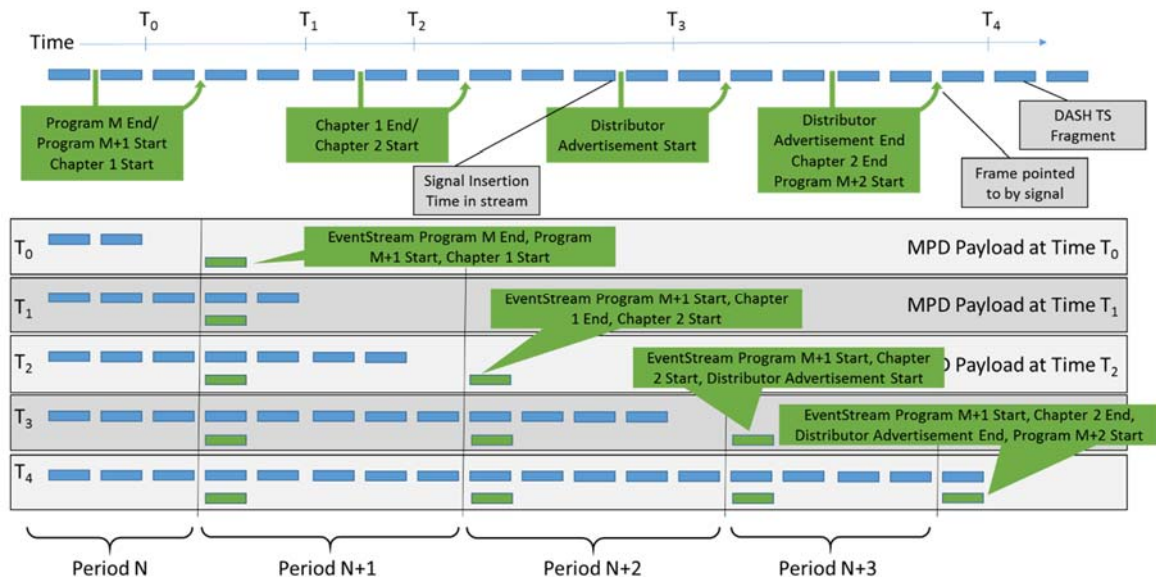 T0
T1
T2
T3
T4
Time
Program M End/
Program M+1 Start
Chapter 1 Start
Chapter 1 End/
Chapter 2 Start
Distributor
Advertisement Start
Distributor
Advertisement End
Chapter 2 End
Program M+2 Start
DASH TS
Fragment
Signal Insertion
Time in stream
Frame pointed
to by signal
T0
EventStream Program M End, Program
M+1 Start, Chapter 1 Start
MPD Payload at Time T0
T1
EventStream Program M+1 Start, Chapter
1 End, Chapter 2 Start
MPD Payload at Time T1
T2
EventStream Program M+1 Start, Chapter
2 Start, Distributor Advertisement Start
D Payload at Time T2
T3
EventStream Program M+1 Start, Chapter 2 End,
Distributor Advertisement End, Program M+2 Start
T4
Period N
Period N+1
Period N+2
Period N+3